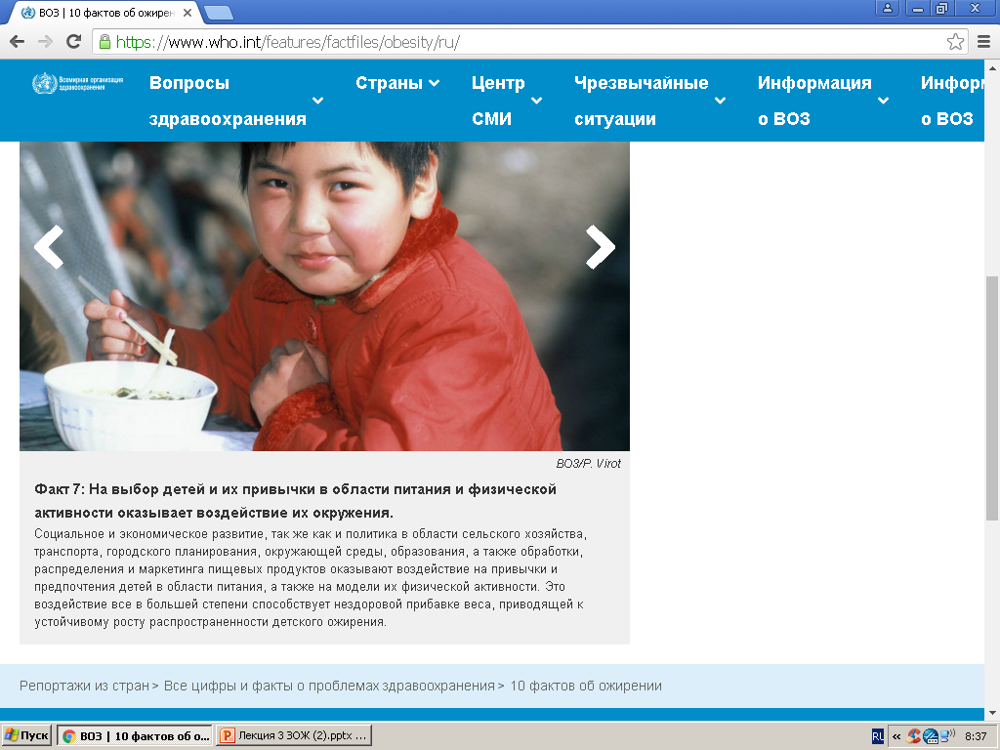 ВОЗ | 10 фактов об ожирен
https://www.who.int/features/factfiles/obesity/ru/
Всемирная организация
здравоохранения
Вопросы
здравоохранения
Страны
Центр
СМИ
Чрезвычайные
ситуации
Информация
о ВОЗ
Информ
о ВОЗ
ВОЗ/P. Virot
Факт 7: На выбор детей и их привычки в области питания и физической
активности оказывает воздействие их окружения.
Социальное и экономическое развитие, так же как и политика в области сельского хозяйства,
транспорта, городского планирования, окружающей среды, образования, а также обработки,
распределения и маркетинга пищевых продуктов оказывают воздействие на привычки и
предпочтения детей в области питания, а также на модели их физической активности. Это
воздействие все в большей степени способствует нездоровой прибавке веса, приводящей к
устойчивому росту распространенности детского ожирения.
Репортажи из стран > Все цифры и факты о проблемах здравоохранения > 10 фактов об ожирении
Пуск
ВОЗ | 10 фактов об о...
Лекция 3 ЗОЖ (2).pptx ...
RU
«
8:37